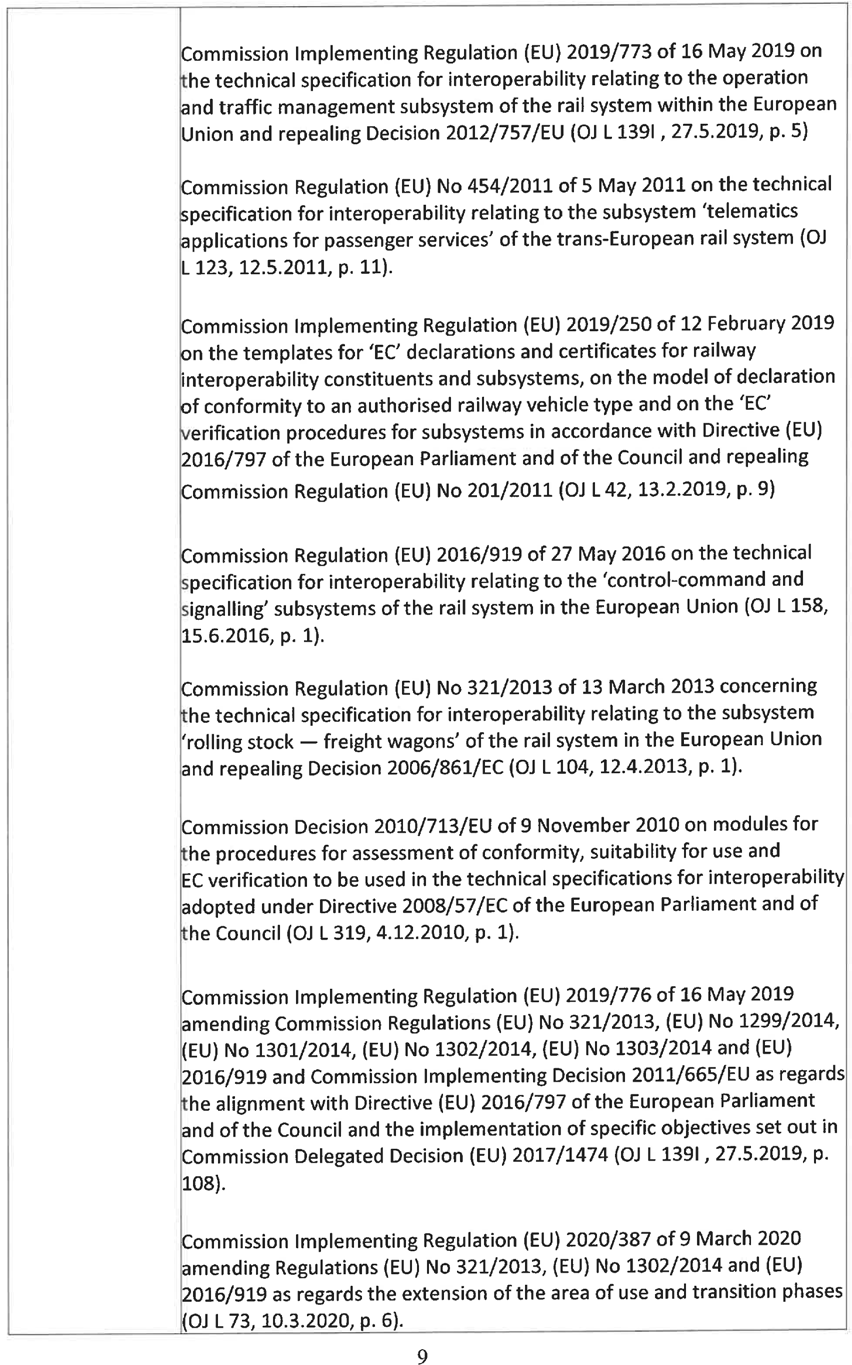 Commission Implementing Regulation (EU) 2019/773 of 16 May 2019 on
the technical specification for interoperability relating to the operation
and traffic management subsystem of the rail system within the European
Union and repealing Decision 2012/757/EU (OJ L 139I , 27.5.2019, p. 5)
Commission Regulation (EU) No 454/2011 of 5 May 2011 on the technical
specification for interoperability relating to the subsystem ‘telematics
applications for passenger services’ of the trans-European rail system (OJ
L 123, 12.5.2011, p. 11).
Commission Implementing Regulation (EU) 2019/250 of 12 February 2019
on the templates for ‘EC’ declarations and certificates for railway
interoperability constituents and subsystems, on the model of declaration
of conformity to an authorised railway vehicle type and on the ‘EC’
verification procedures for subsystems in accordance with Directive (EU)
2016/797 of the European Parliament and of the Council and repealing
Commission Regulation (EU) No 201/2011 (OJ L 42, 13.2.2019, p. 9)
Commission Regulation (EU) 2016/919 of 27 May 2016 on the technical
specification for interoperability relating to the ‘control-command and
signalling’ subsystems of the rail system in the European Union (OJ L 158,
15.6.2016, p. 1).
Commission Regulation (EU) No 321/2013 of 13 March 2013 concerning
the technical specification for interoperability relating to the subsystem
‘rolling stock — freight wagons’ of the rail system in the European Union
and repealing Decision 2006/861/EC (OJ L 104, 12.4.2013, p. 1).
Commission Decision 2010/713/EU of 9 November 2010 on modules for
the procedures for assessment of conformity, suitability for use and
EC verification to be used in the technical specifications for interoperability
adopted under Directive 2008/57/EC of the European Parliament and of
the Council (OJ L 319, 4.12.2010, p. 1).
Commission Implementing Regulation (EU) 2019/776 of 16 May 2019
amending Commission Regulations (EU) No 321/2013, (EU) No 1299/2014,
(EU) No 1301/2014, (EU) No 1302/2014, (EU) No 1303/2014 and (EU)
2016/919 and Commission Implementing Decision 2011/665/EU as regards
the alignment with Directive (EU) 2016/797 of the European Parliament
and of the Council and the implementation of specific objectives set out in
Commission Delegated Decision (EU) 2017/1474 (OJ L 139I , 27.5.2019, p.
108).
Commission Implementing Regulation (EU) 2020/387 of 9 March 2020
amending Regulations (EU) No 321/2013, (EU) No 1302/2014 and (EU)
2016/919 as regards the extension of the area of use and transition phases
(OJ L 73, 10.3.2020, p. 6).
9